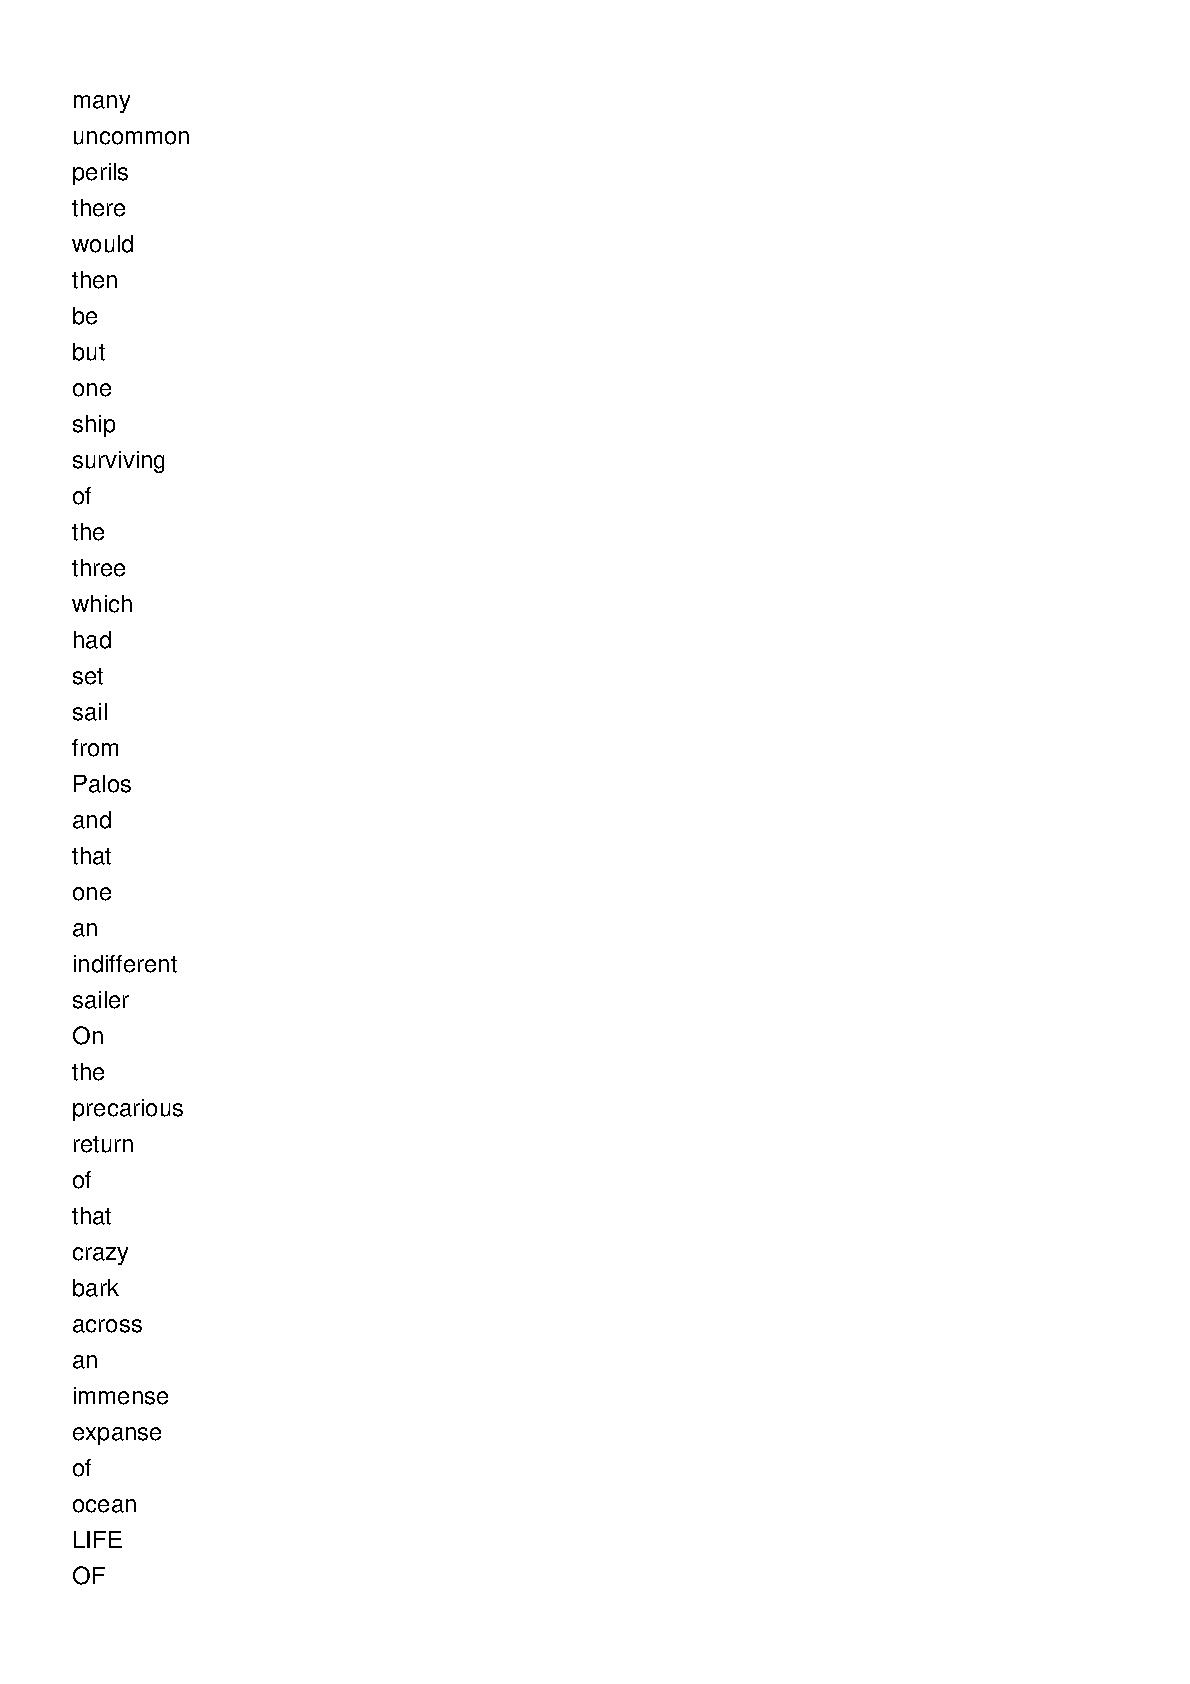 many
uncommon
perils
there
would
then
be
but
one
ship
surviving
of
the
three
which
had
set
sail
from
Palos
and
that
one
an
indifferent
sailer
On
the
precarious
return
of
that
crazy
bark
across
an
immense
expanse
of
ocean
LIFE
OF